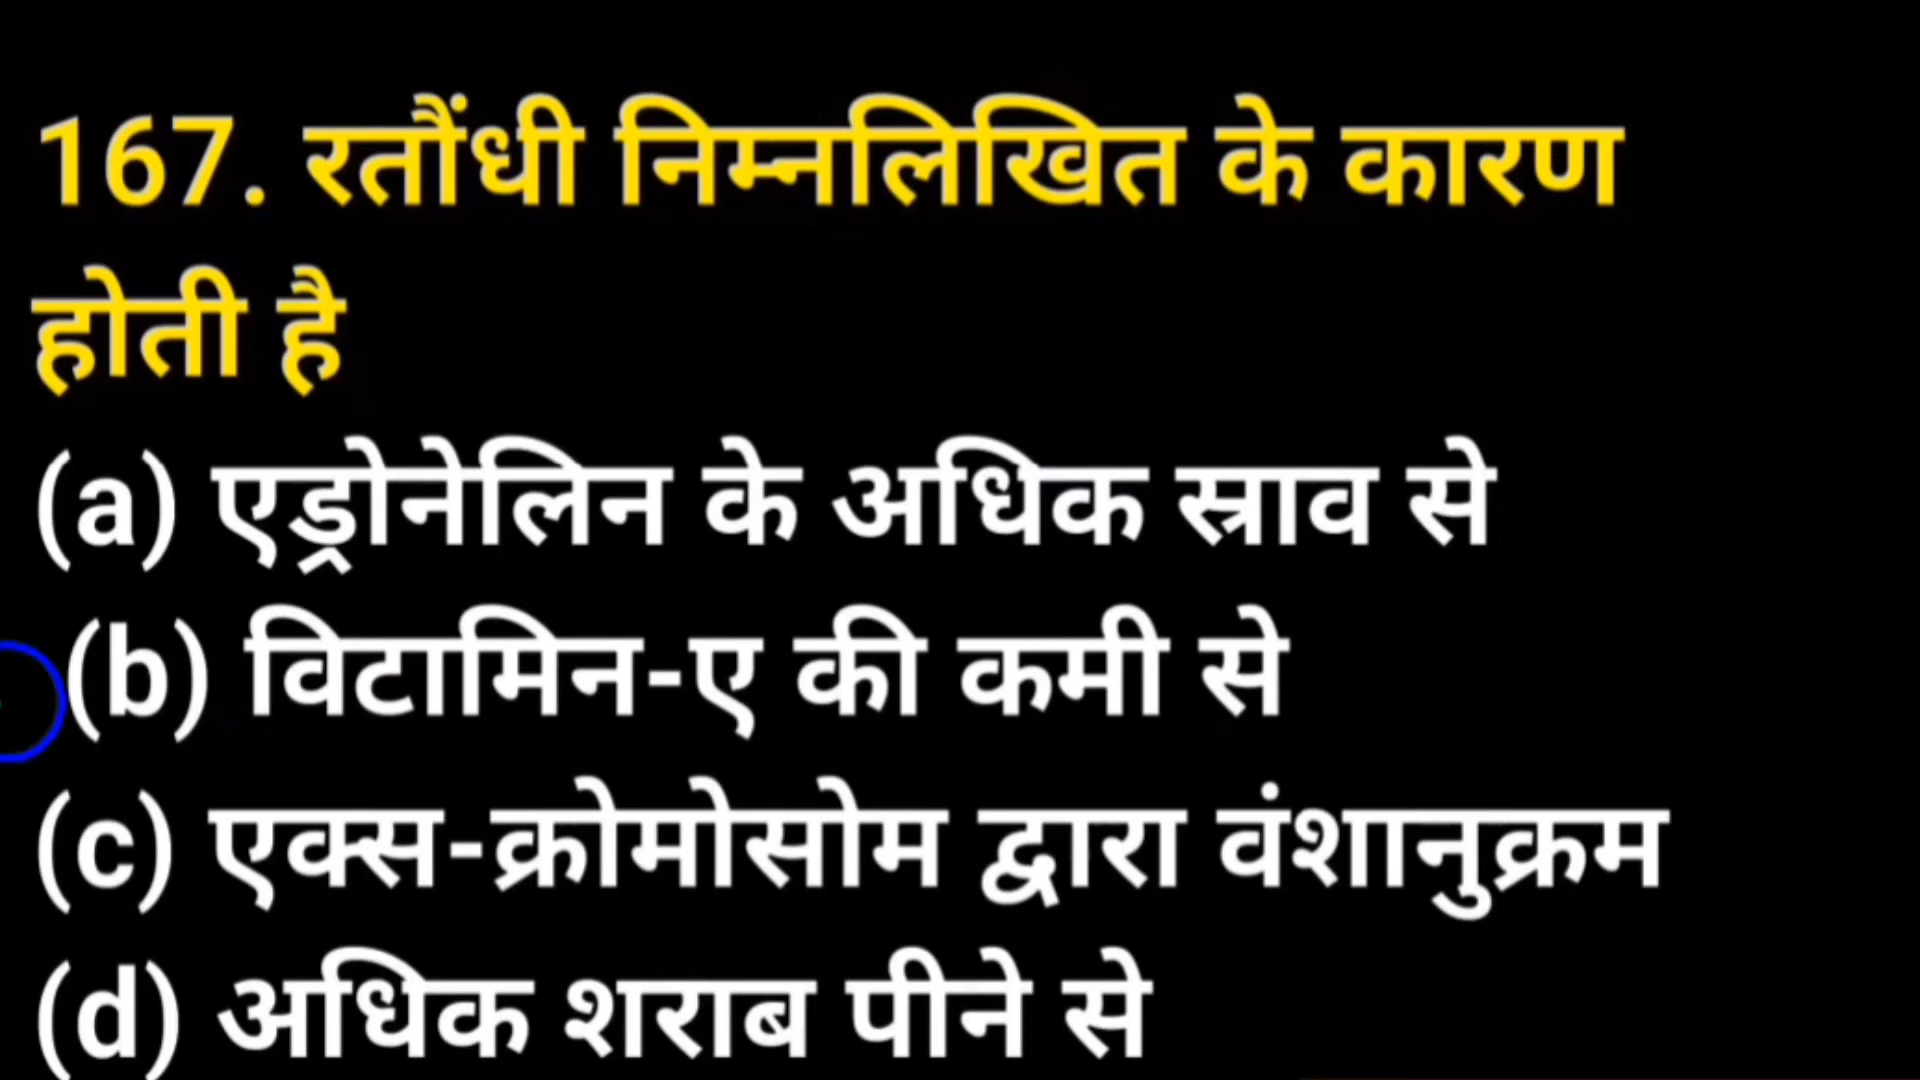 167. रतौंधी निम्नलिखित के कारण
होती है
(a) एड्रोनेलिन के अधिक स्राव से
(b) विटामिन-ए की कमी से
(c) एक्स-क्रोमोसोम द्वारा वंशानुक्रम
(d) अधिक शराब पीने से